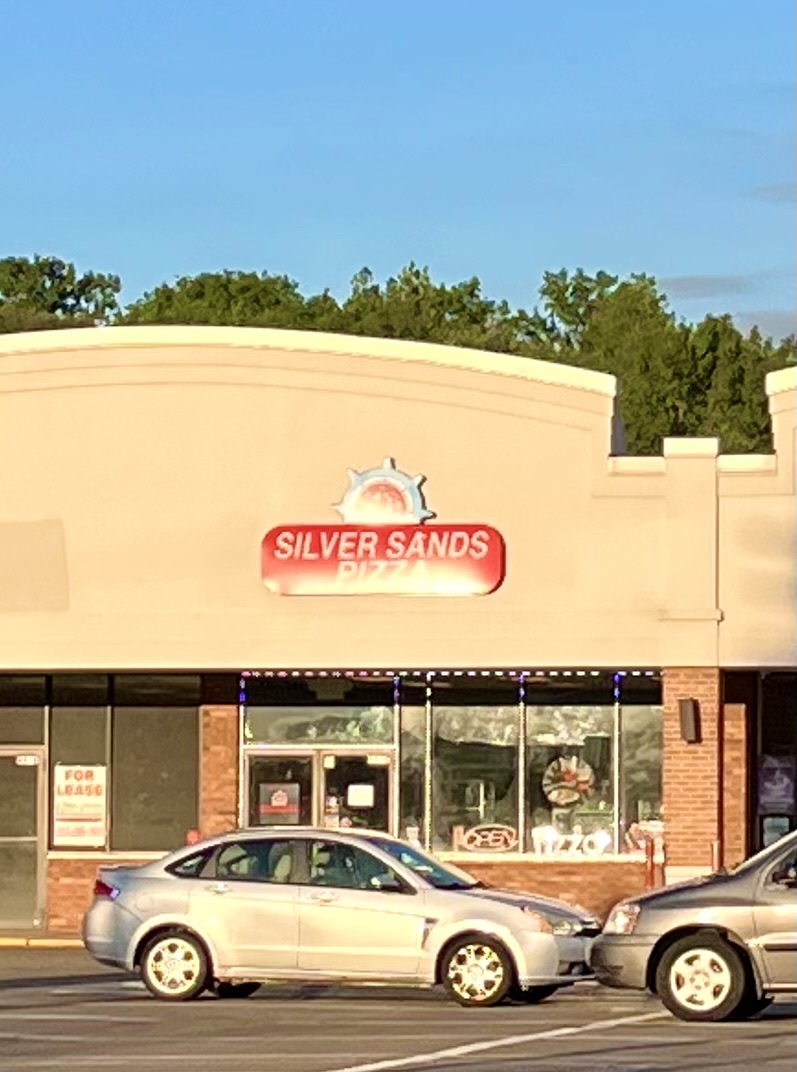 SILVER SANDS
PIZZA
FOR
LEASE
OPEN
Pizza